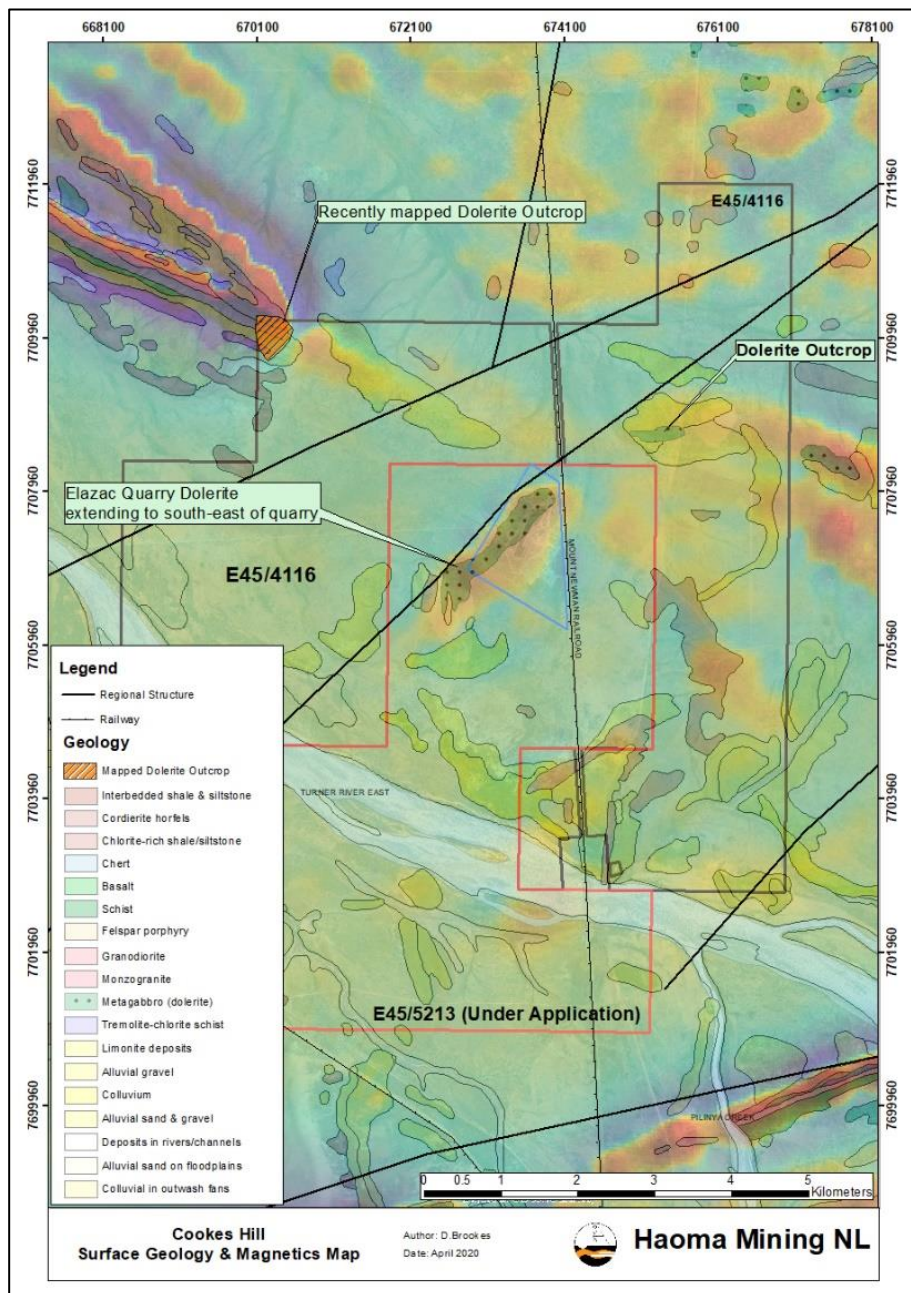 668100 670100 672100 674100 676100 678100
7711960
7709960
7707960
7705960
7703960
7701960
7699960
7711960
7709960
7707960
7705960
7703960
7701960
7699960
E45/4116
Recently mapped Dolerite Outcrop
Dolerite Outcrop
Elazac Quarry Dolerite
extending to south-east of quarry
E45/4116
MOUNT NEWMAN RAILROAD
TURNER RIVER EAST
E45/5213 (Under Application)
PILINYA CREEK
Legend
Regional Structure
Railway
Geology
Mapped Dolerite Outcrop
Interbedded shale & siltstone
Cordierite horfels
Chlorite-rich shale/siltstone
Chert
Basalt
Schist
Felspar porphyry
Granodiorite
Monzogranite
Metagabbro (dolerite)
Tremolite-chlorite schist
Limonite deposits
Alluvial gravel
Colluvium
Alluvial sand & gravel
Deposits in rivers/channels
Alluvial sand on floodplains
Colluvial in outwash fans
0 0.5 1 2 3 4 5
Kilometers
Cookes Hill
Surface Geology & Magnetics Map
Author: D.Brookes
Date: April 2020
Haoma Mining NL